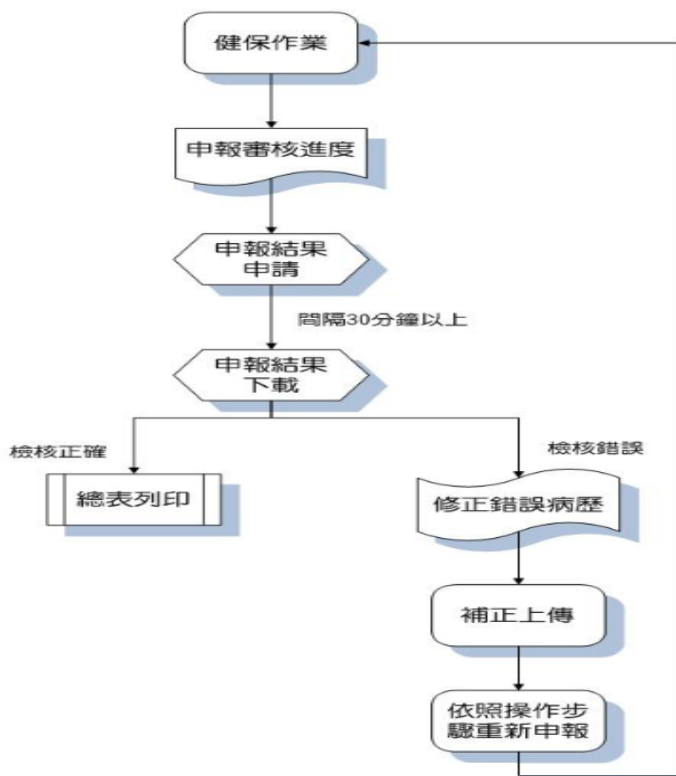 健保作業
申報審核進度
申報結果
申請
間隔30分鐘以上
申報結果
下載
檢核正確
檢核錯誤
總表列印
修正錯誤病歷
補正上傳
依照操作步
驟重新申報